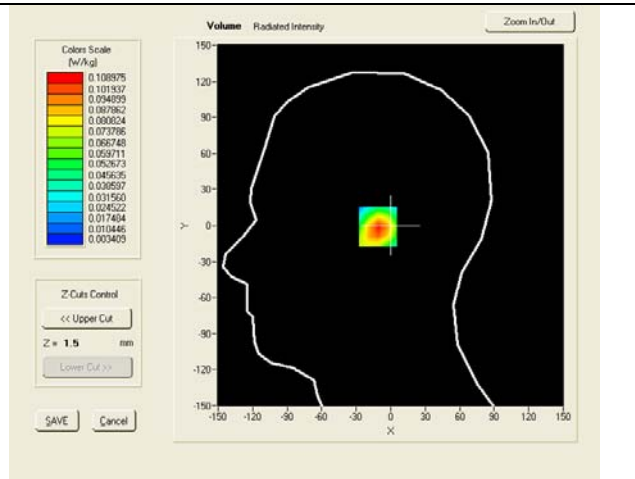 Volume Radiated Intensity
Zoom In/Out
Colors Scale
(W/kg)
0.108975
0.101937
0.094899
0.087862
0.080824
0.073786
0.066748
0.059711
0.052673
0.045635
0.038597
0.031560
0.024522
0.017484
0.010446
0.003409
Z-Cuts Control
<< Upper Cut
Z = 1.5 mm
Lower Cut >>
SAVE Cancel
150
120
90
60
30
0
-30
-60
-90
-120
-150
Y
-150 -120 -90 -60 -30 0 30 60 90 120 150
X